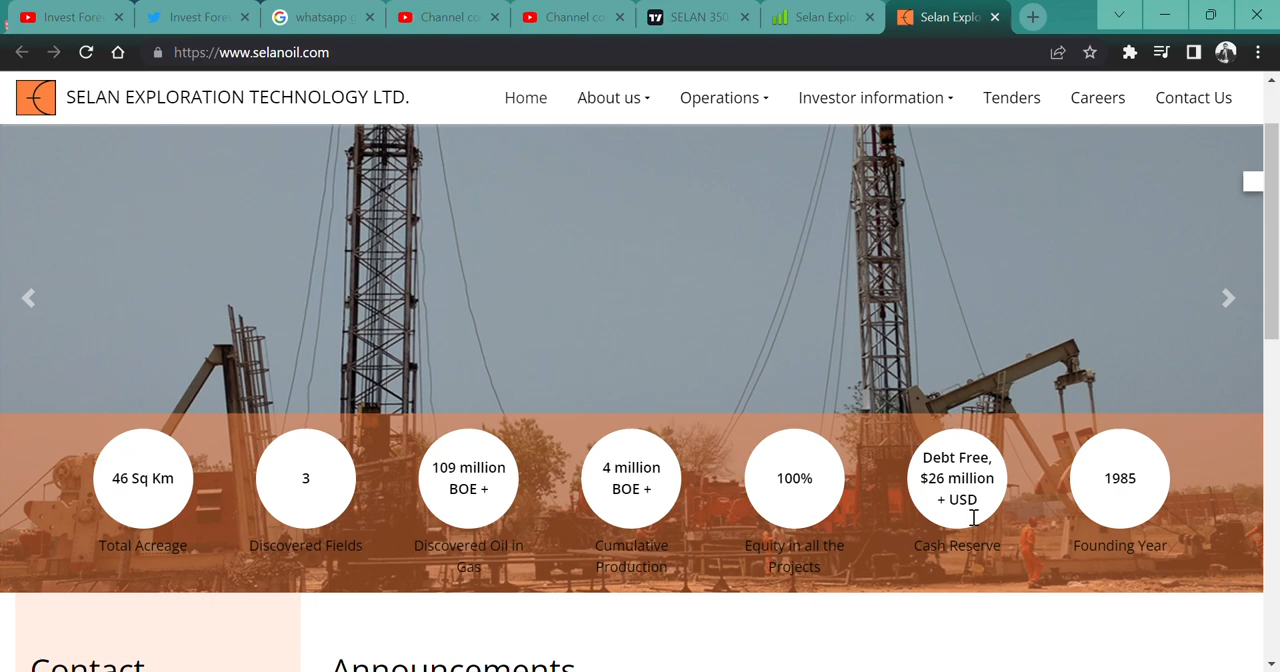 Invest Fore
Invest Fore
whatsapp g
Channel co
Channel co
SELAN 350
Selan Explo
Selan Explo
https://www.selanoil.com
SELAN EXPLORATION TECHNOLOGY LTD.
Home
About us
Operations
Investor information
Tenders
Careers
Contact Us
46 Sq Km
Total Acreage
3
Discovered Fields
109 million
BOE +
Discovered Oil in
Gas
4 million
BOE +
Cumulative
Production
100%
Equity in all the
Projects
Debt Free,
$26 million
+ USD
Cash Reserve
1985
Founding Year
Contact
Announcements